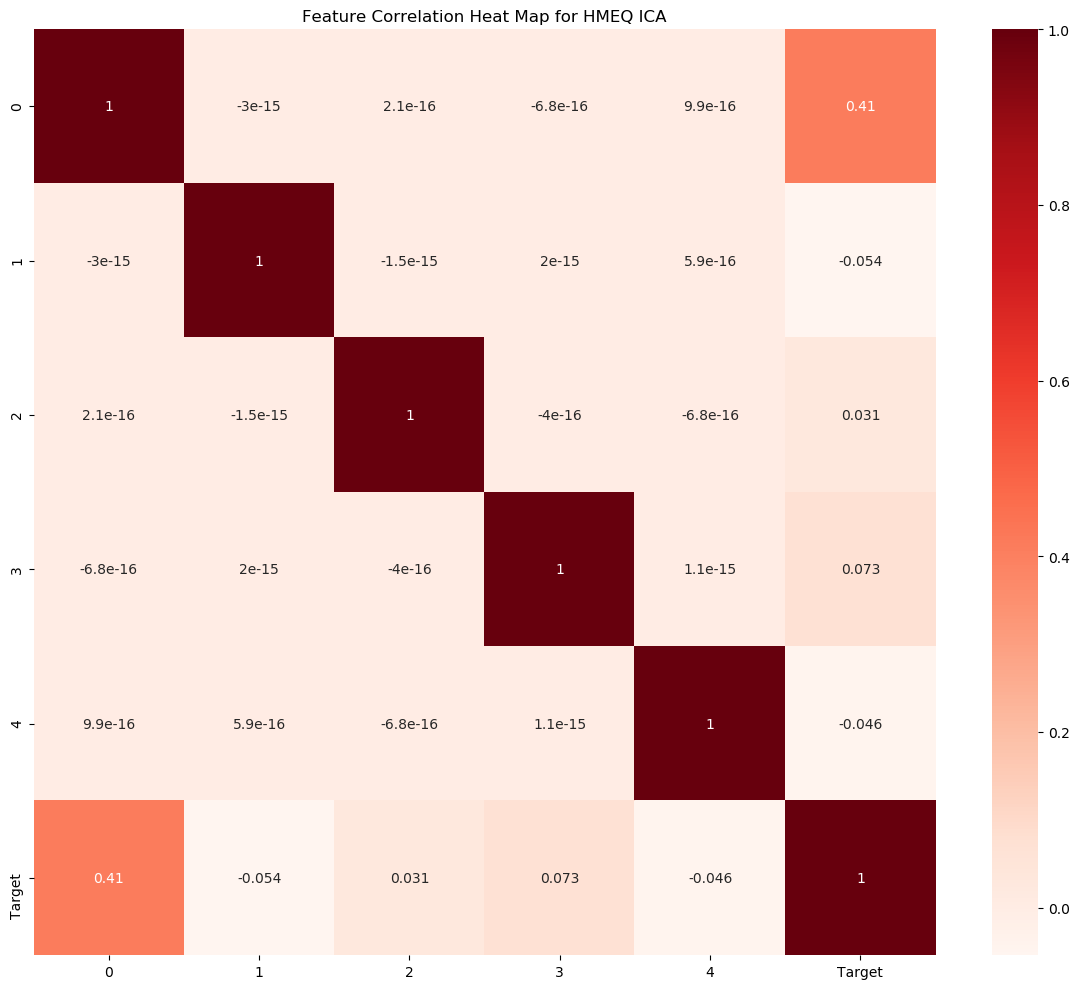 Feature Correlation Heat Map for HMEQ ICA
0 1 -3e-15 2.1e-16 -6.8e-16 9.9e-16 0.41
1 -3e-15 1 -1.5e-15 2e-15 5.9e-16 -0.054
2 2.1e-16 -1.5e-15 1 -4e-16 -6.8e-16 0.031
3 -6.8e-16 2e-15 -4e-16 1 1.1e-15 0.073
4 9.9e-16 5.9e-16 -6.8e-16 1.1e-15 1 -0.046
Target 0.41 -0.054 0.031 0.073 -0.046 1
0 1 2 3 4 Target
1.0
0.8
0.6
0.4
0.2
0.0